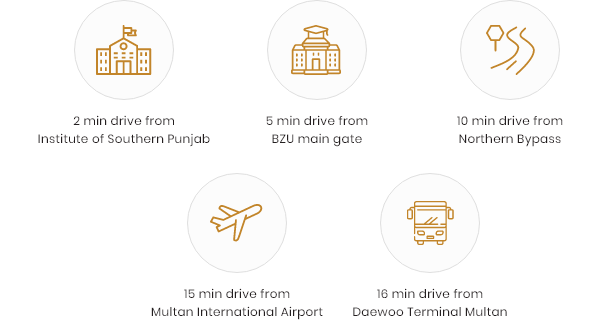 2 min drive from
Institute of Southern Punjab
5 min drive from
BZU main gate
10 min drive from
Northern Bypass
15 min drive from
Multan International Airport
16 min drive from
Daewoo Terminal Multan